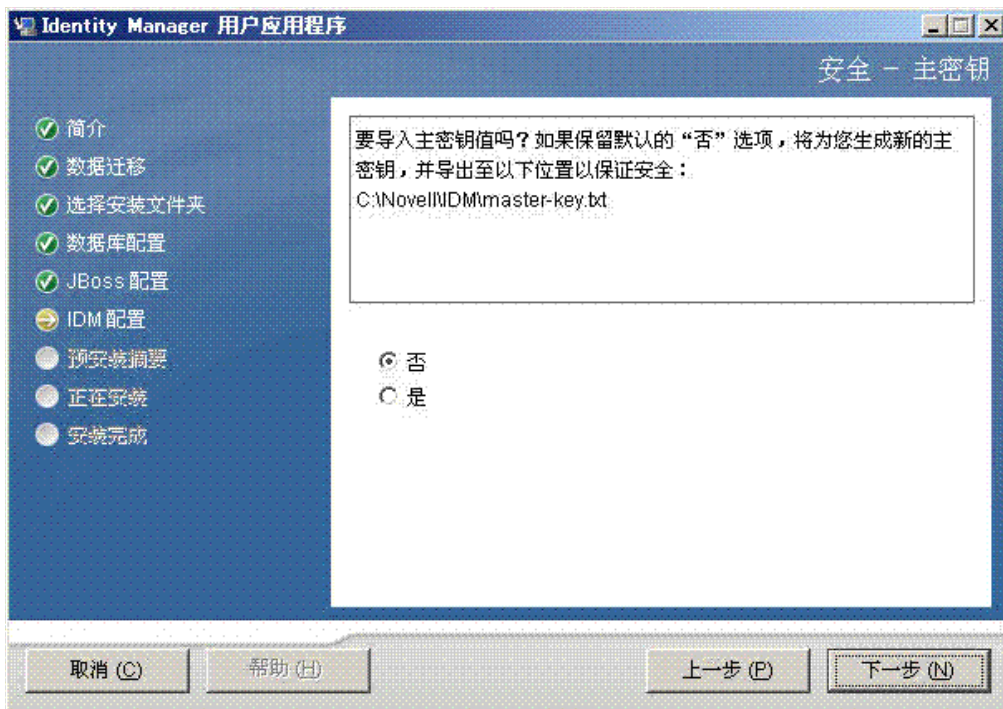 Identity Manager 用户应用程序
安全 - 主密钥
简介
数据迁移
选择安装文件夹
数据库配置
JBoss 配置
IDM 配置
预安装摘要
正在安装
安装完成
要导入主密钥值吗？如果保留默认的“否”选项，将为您生成新的主
密钥，并导出至以下位置以保证安全：
C:\Novell\IDM\master-key.txt
否
是
取消 (C)
帮助 (H)
上一步 (P)
下一步 (N)